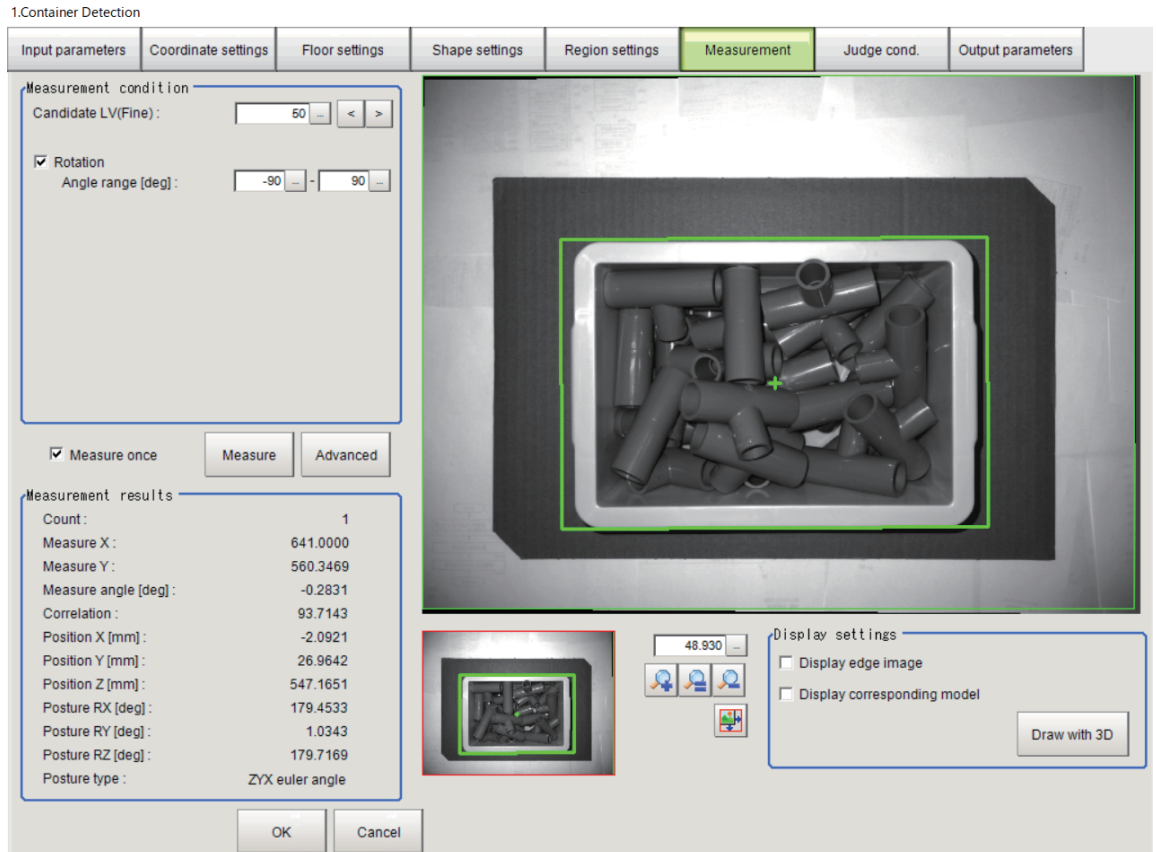 1.Container Detection
Input parameters Coordinate settings Floor settings Shape settings Region settings Measurement Judge cond. Output parameters
Measurement condition
Candidate LV(Fine) : 50 ... < >
Rotation
Angle range [deg] : -90 ... - 90 ...
Measure once Measure Advanced
Measurement results
Count : 1
Measure X : 641.0000
Measure Y : 560.3469
Measure angle [deg] : -0.2831
Correlation : 93.7143
Position X [mm] : -2.0921
Position Y [mm] : 26.9642
Position Z [mm] : 547.1651
Posture RX [deg] : 179.4533
Posture RY [deg] : 1.0343
Posture RZ [deg] : 179.7169
Posture type : ZYX euler angle
OK Cancel
48.930 ...
Display settings
Display edge image
Display corresponding model
Draw with 3D